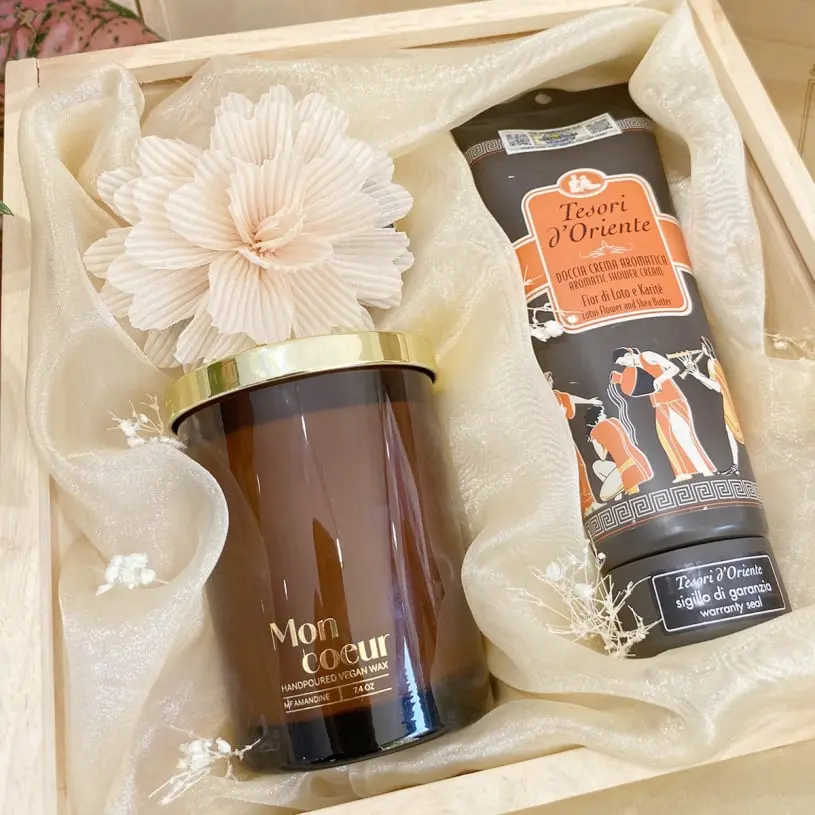 Tesori
d'Oriente
DOCCIA CREMA AROMATICA
AROMATIC SHOWER CREAM
Fior di Loto e Karitè
Lotus Flower and Shea Butter
Tesori d'Oriente
sigillo di garanzia
warranty seal
Mon
coeur
HANDPOURED VEGAN WAX
AMANDINE | 7.4 OZ